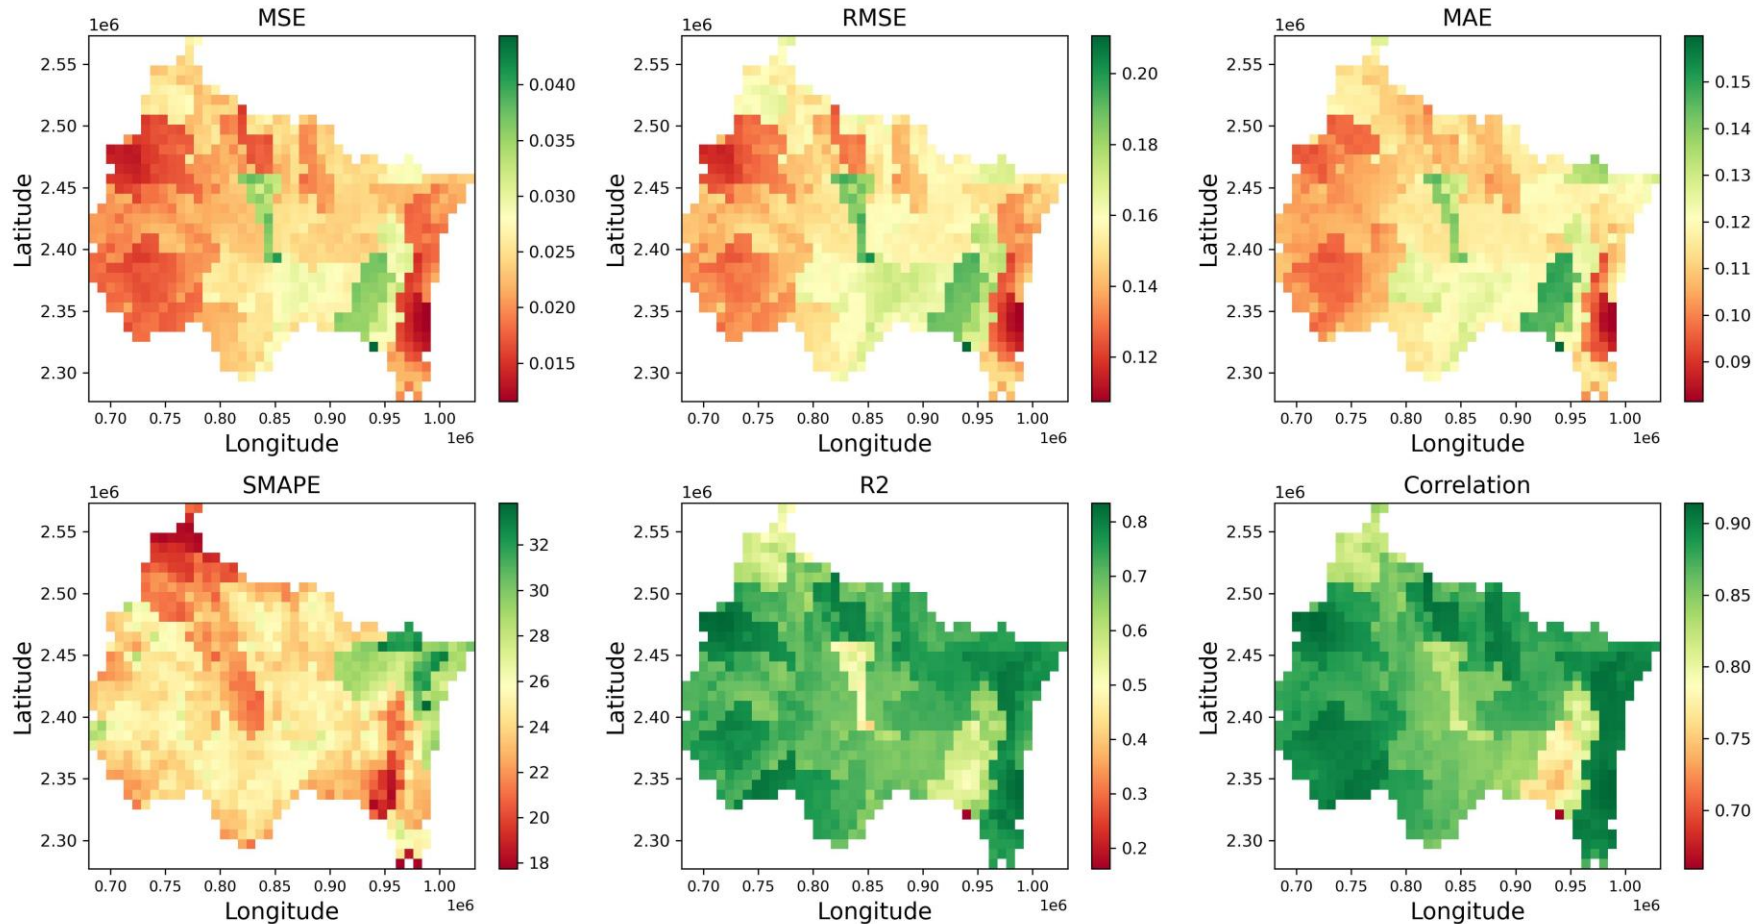 MSE
1e6
2.55
2.50
2.45
2.40
2.35
2.30
Latitude
0.70 0.75 0.80 0.85 0.90 0.95 1.00
1e6
Longitude
0.040
0.035
0.030
0.025
0.020
0.015
RMSE
1e6
2.55
2.50
2.45
2.40
2.35
2.30
Latitude
0.70 0.75 0.80 0.85 0.90 0.95 1.00
1e6
Longitude
0.20
0.18
0.16
0.14
0.12
MAE
1e6
2.55
2.50
2.45
2.40
2.35
2.30
Latitude
0.70 0.75 0.80 0.85 0.90 0.95 1.00
1e6
Longitude
0.15
0.14
0.13
0.12
0.11
0.10
0.09
SMAPE
1e6
2.55
2.50
2.45
2.40
2.35
2.30
Latitude
0.70 0.75 0.80 0.85 0.90 0.95 1.00
1e6
Longitude
32
30
28
26
24
22
20
18
R2
1e6
2.55
2.50
2.45
2.40
2.35
2.30
Latitude
0.70 0.75 0.80 0.85 0.90 0.95 1.00
1e6
Longitude
0.8
0.7
0.6
0.5
0.4
0.3
0.2
Correlation
1e6
2.55
2.50
2.45
2.40
2.35
2.30
Latitude
0.70 0.75 0.80 0.85 0.90 0.95 1.00
1e6
Longitude
0.90
0.85
0.80
0.75
0.70